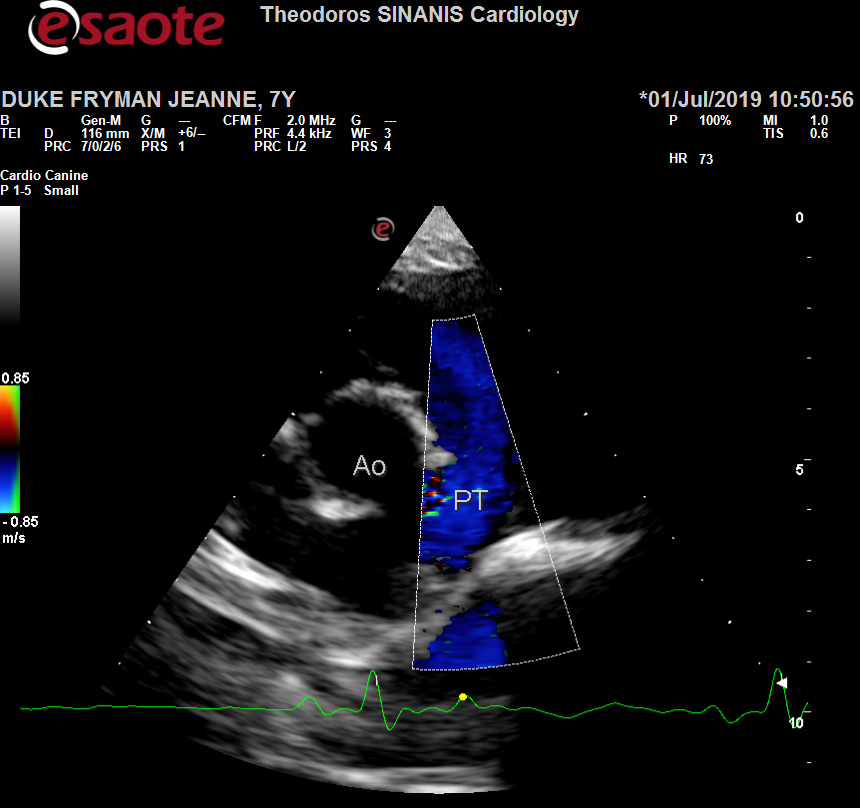 esaote
Theodoros SINANIS Cardiology
DUKE FRYMAN JEANNE, 7Y *01/Jul/2019 10:50:56
B Gen-M G --- CFM F 2.0 MHz G --- P 100% MI 1.0
TEI D 116 mm X/M +6/-- PRF 4.4 kHz WF 3 TIS 0.6
PRC 7/0/2/6 PRS 1 PRC L/2 PRS 4
HR 73
Cardio Canine
P 1-5 Small
0
e
0.85
Ao
5
PT
- 0.85
m/s
10